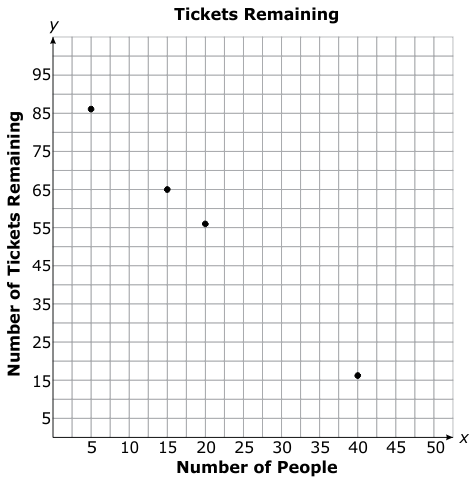 Tickets Remaining
y
95
85
75
65
55
45
35
25
15
5
Number of Tickets Remaining
5 10 15 20 25 30 35 40 45 50
x
Number of People